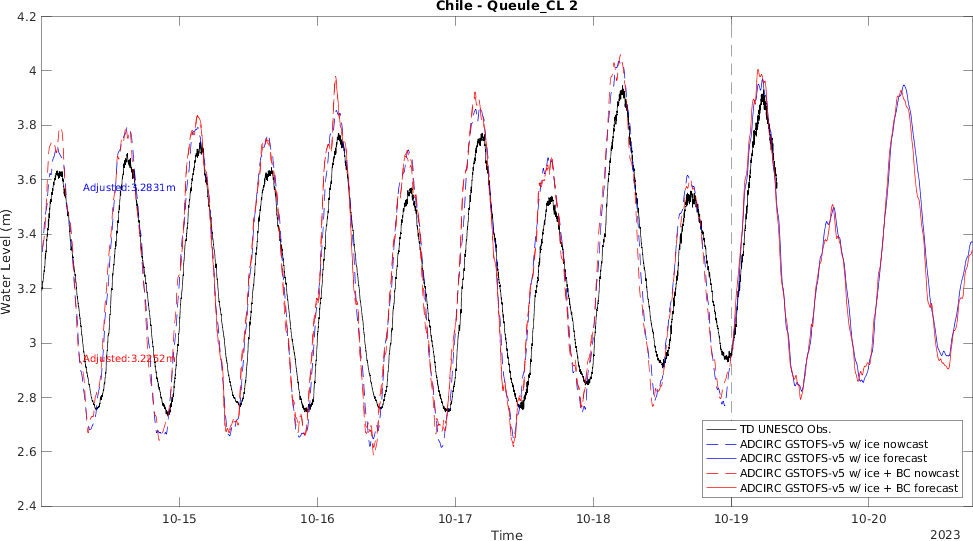 Chile - Queule_CL 2
4.2
4
3.8
3.6
3.4
3.2
3
2.8
2.6
2.4
Water Level (m)
Adjusted:3.2831m
Adjusted:3.2252m
TD UNESCO Obs.
ADCIRC GSTOFS-v5 w/ ice nowcast
ADCIRC GSTOFS-v5 w/ ice forecast
ADCIRC GSTOFS-v5 w/ ice + BC nowcast
ADCIRC GSTOFS-v5 w/ ice + BC forecast
10-15 10-16 10-17 10-18 10-19 10-20
Time
2023